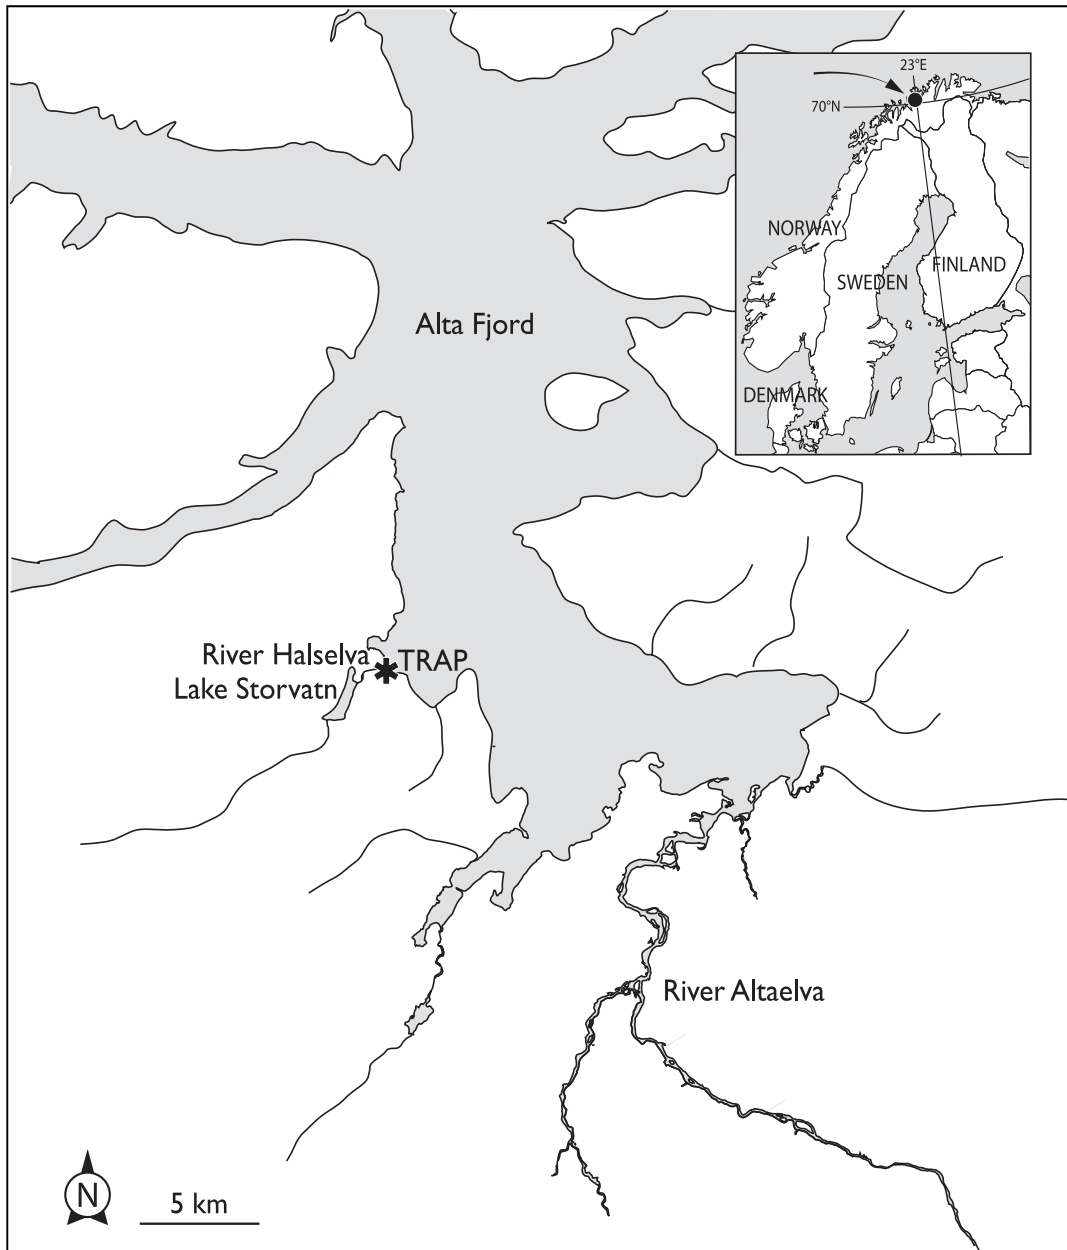 23°E
70°N
NORWAY
SWEDEN
FINLAND
DENMARK
Alta Fjord
River Halselva
TRAP
Lake Storvatn
River Altaelva
N
5 km